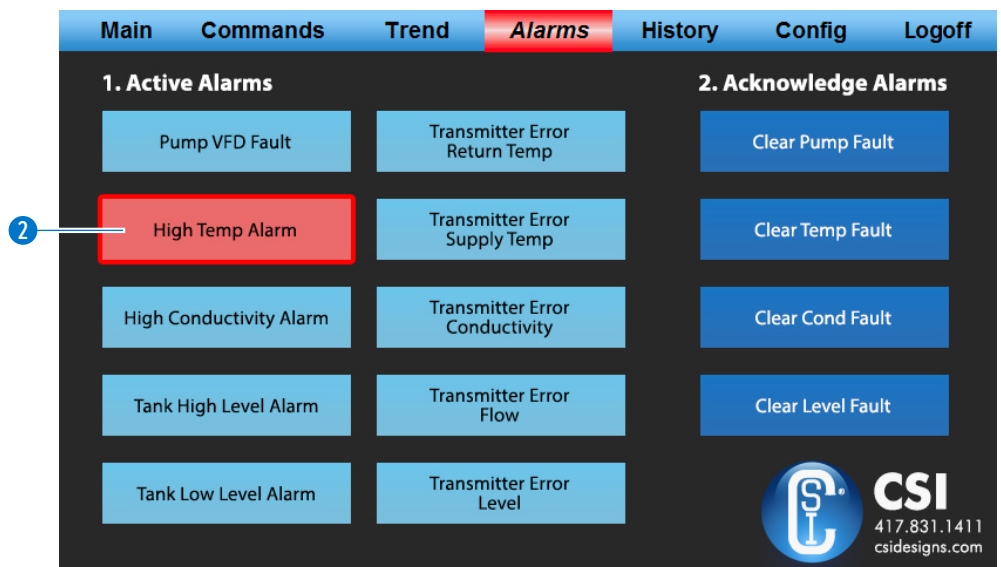 Main Commands Trend Alarms History Config Logoff
1. Active Alarms
2. Acknowledge Alarms
Pump VFD Fault
Transmitter Error
Return Temp
Clear Pump Fault
2
High Temp Alarm
Transmitter Error
Supply Temp
Clear Temp Fault
High Conductivity Alarm
Transmitter Error
Conductivity
Clear Cond Fault
Tank High Level Alarm
Transmitter Error
Flow
Clear Level Fault
Tank Low Level Alarm
Transmitter Error
Level
CSI
CSI
417.831.1411
csidesigns.com